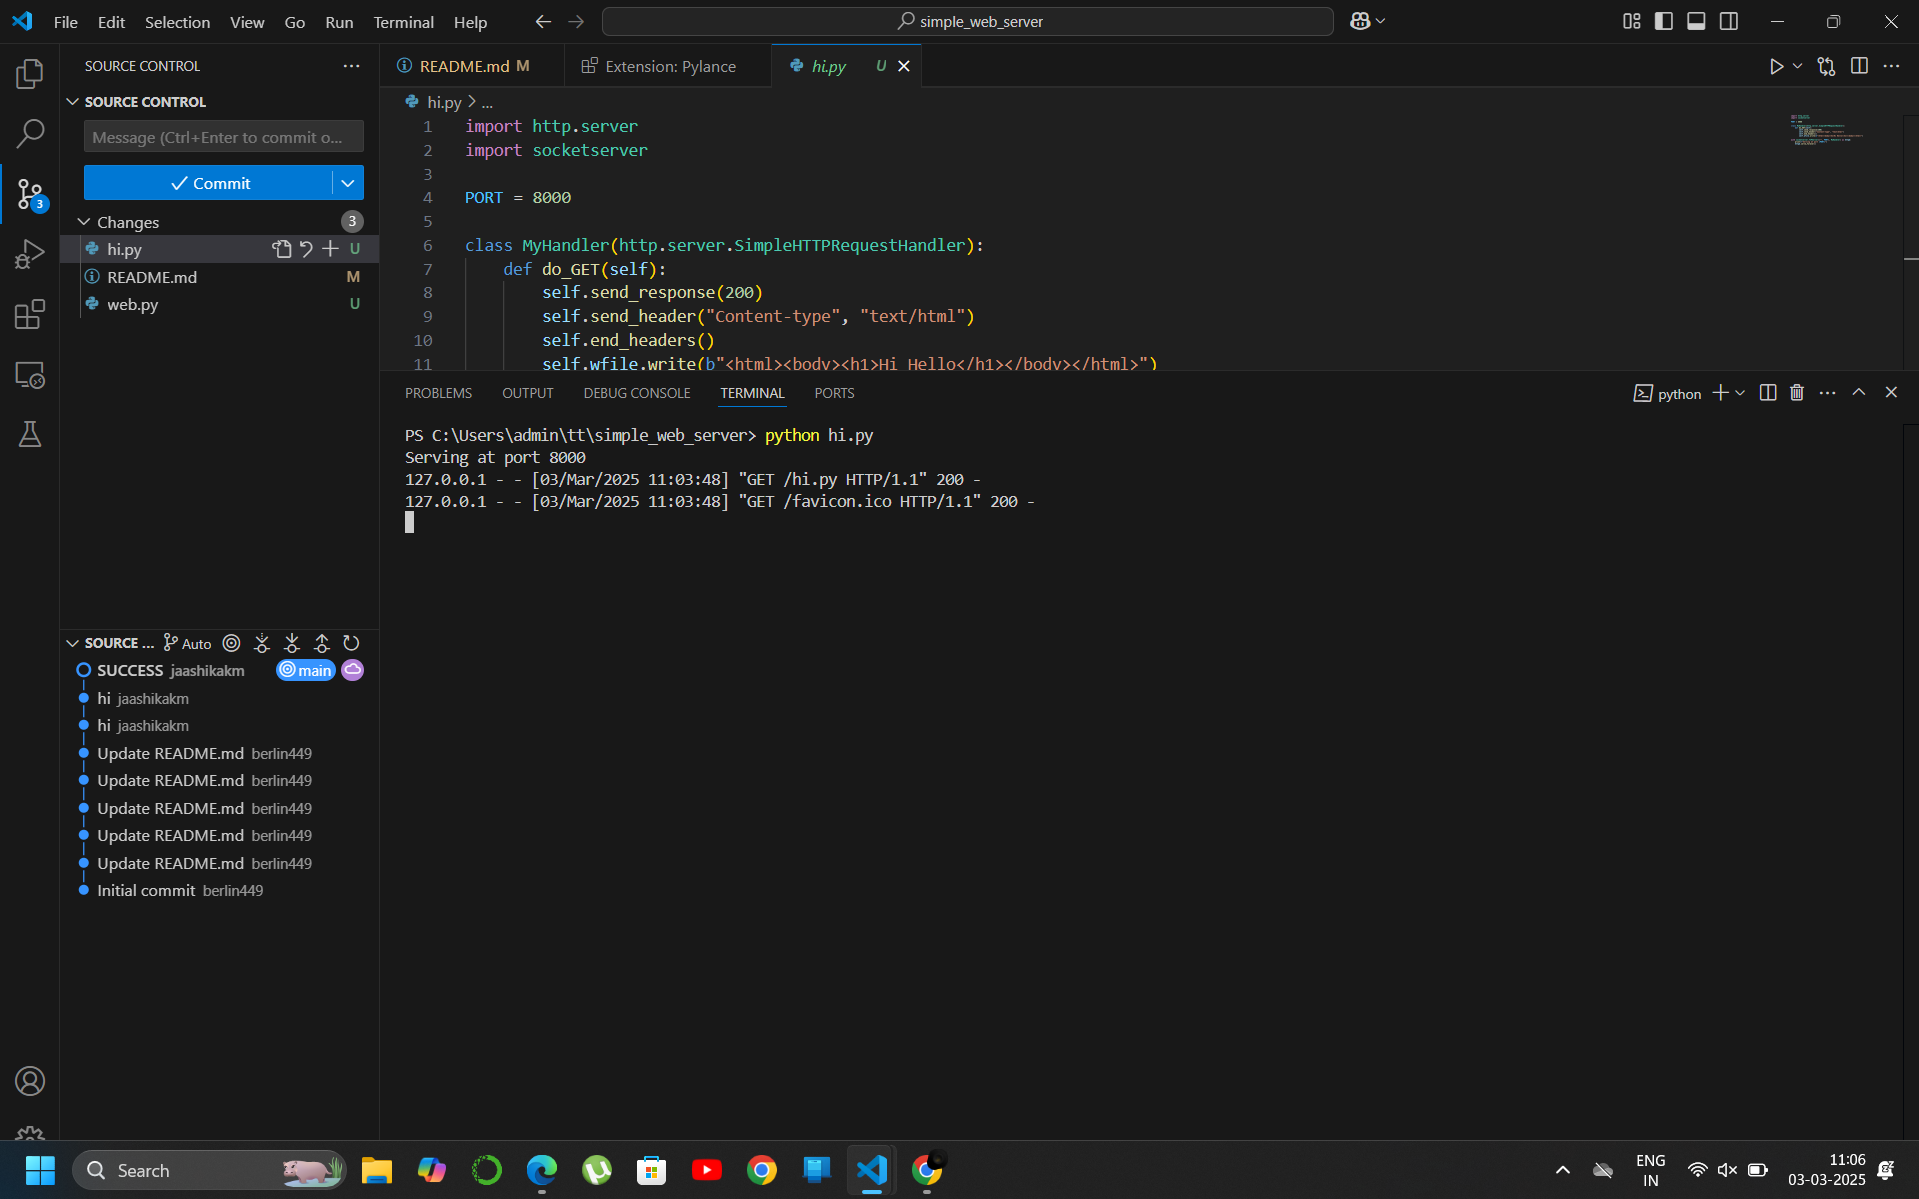 File Edit Selection View Go Run Terminal Help
simple_web_server
SOURCE CONTROL
SOURCE CONTROL
Message (Ctrl+Enter to commit o...
Commit
3
Changes 3
hi.py U
README.md M
web.py U
SOURCE ... Auto
SUCCESS jaashikakm main
hi jaashikakm
hi jaashikakm
Update README.md berlin449
Update README.md berlin449
Update README.md berlin449
Update README.md berlin449
Update README.md berlin449
Initial commit berlin449
README.md M Extension: Pylance hi.py U
hi.py > ...
1 import http.server
2 import socketserver
3
4 PORT = 8000
5
6 class MyHandler(http.server.SimpleHTTPRequestHandler):
7 def do_GET(self):
8 self.send_response(200)
9 self.send_header("Content-type", "text/html")
10 self.end_headers()
11 self.wfile.write(b"<html><body><h1>Hi Hello</h1></body></html>")
PROBLEMS OUTPUT DEBUG CONSOLE TERMINAL PORTS
python
PS C:\Users\admin\tt\simple_web_server> python hi.py
Serving at port 8000
127.0.0.1 - - [03/Mar/2025 11:03:48] "GET /hi.py HTTP/1.1" 200 -
127.0.0.1 - - [03/Mar/2025 11:03:48] "GET /favicon.ico HTTP/1.1" 200 -
Search
ENG
IN
11:06
03-03-2025